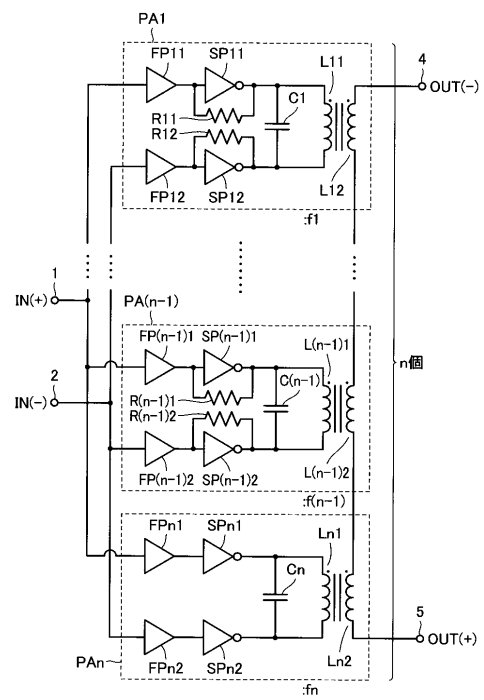 PA1
FP11 SP11
L11
4
OUT(-)
C1
R11
R12
FP12 SP12
L12
:f1
1
IN(+)
PA(n-1)
FP(n-1)1 SP(n-1)1
L(n-1)1
n個
2
IN(-)
C(n-1)
R(n-1)1
R(n-1)2
FP(n-1)2 SP(n-1)2
L(n-1)2
:f(n-1)
FPn1 SPn1
Ln1
Cn
5
OUT(+)
PAn
FPn2 SPn2
Ln2
:fn